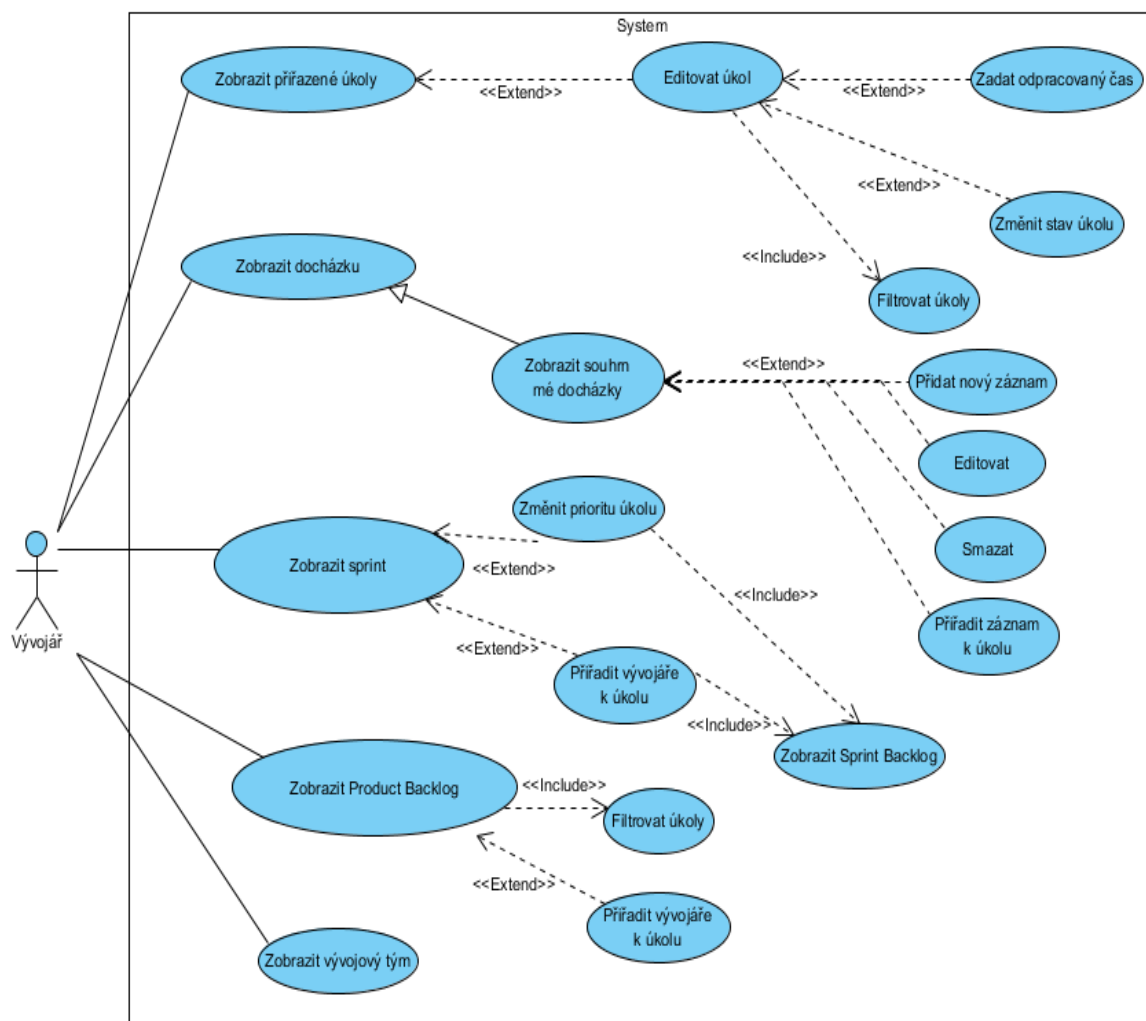 System
Zobrazit přiřazené úkoly
<<Extend>>
Editovat úkol
<<Extend>>
Zadat odpracovaný čas
<<Extend>>
Změnit stav úkolu
<<Include>>
Filtrovat úkoly
Zobrazit docházku
Zobrazit souhrn
mé docházky
<<Extend>>
Přidat nový záznam
Editovat
Smazat
Přiřadit záznam
k úkolu
Vývojář
Zobrazit sprint
<<Extend>>
Změnit prioritu úkolu
<<Include>>
<<Extend>>
Přiřadit vývojáře
k úkolu
<<Include>>
Zobrazit Sprint Backlog
Zobrazit Product Backlog
<<Include>>
Filtrovat úkoly
<<Extend>>
Přiřadit vývojáře
k úkolu
Zobrazit vývojový tým